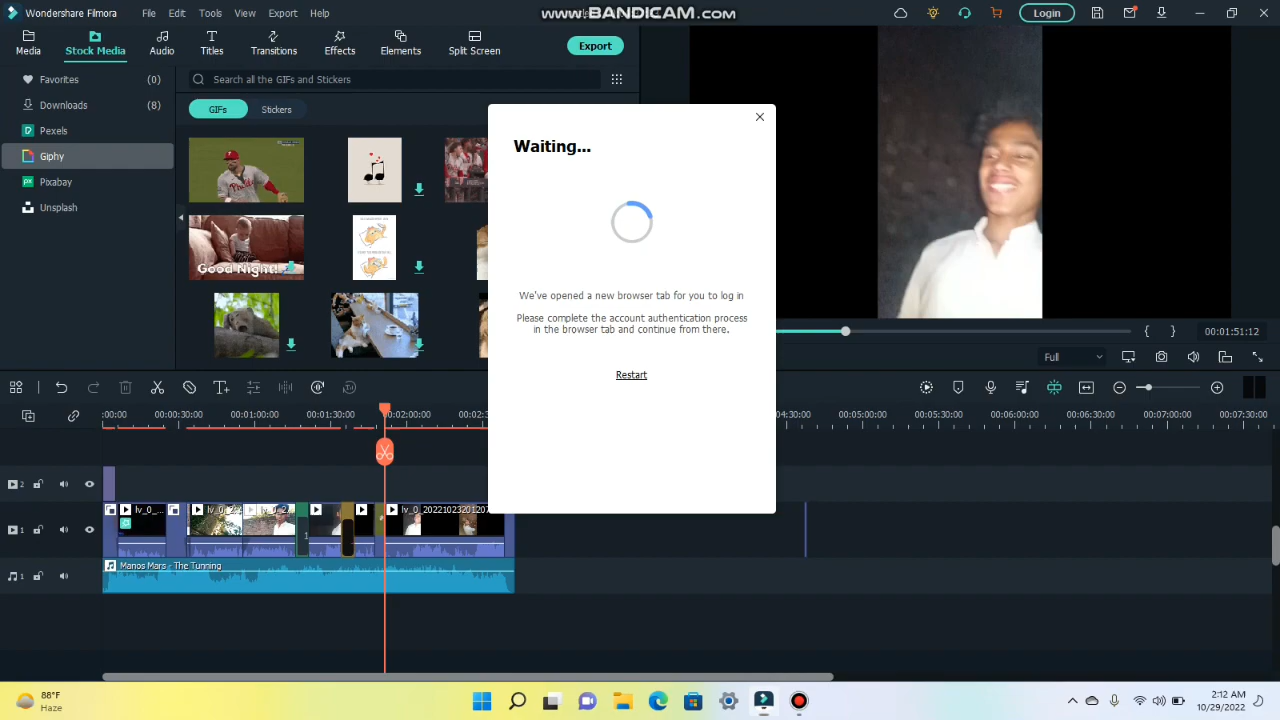 Wondershare Filmora
File
Edit
Tools
View
Export
Help
www.BANDICAM.com
Login
Media
Stock Media
Audio
Titles
Transitions
Effects
Elements
Split Screen
Export
Favorites
(0)
Downloads
(8)
Pexels
Giphy
Pixabay
Unsplash
Search all the GIFs and Stickers
GIFs
Stickers
Good Night!
Waiting...
We've opened a new browser tab for you to log in
Please complete the account authentication process
in the browser tab and continue from there.
Restart
00:01:51:12
Full
:00:00
00:00:30:00
00:01:00:00
00:01:30:00
00:02:00:00
00:02:3
04:30:00
00:05:00:00
00:05:30:00
00:06:00:00
00:06:30:00
00:07:00:00
00:07:30:00
2
1
lv_0_...
lv_0_20221023201207
1
Manos Mars - The Tunning
88°F
Haze
2:12 AM
10/29/2022